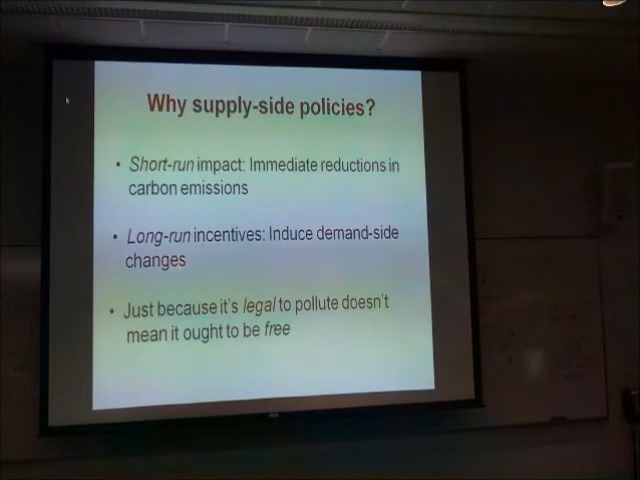 Why supply-side policies?
• Short-run impact: Immediate reductions in
carbon emissions
• Long-run incentives: Induce demand-side
changes
• Just because it's legal to pollute doesn't
mean it ought to be free